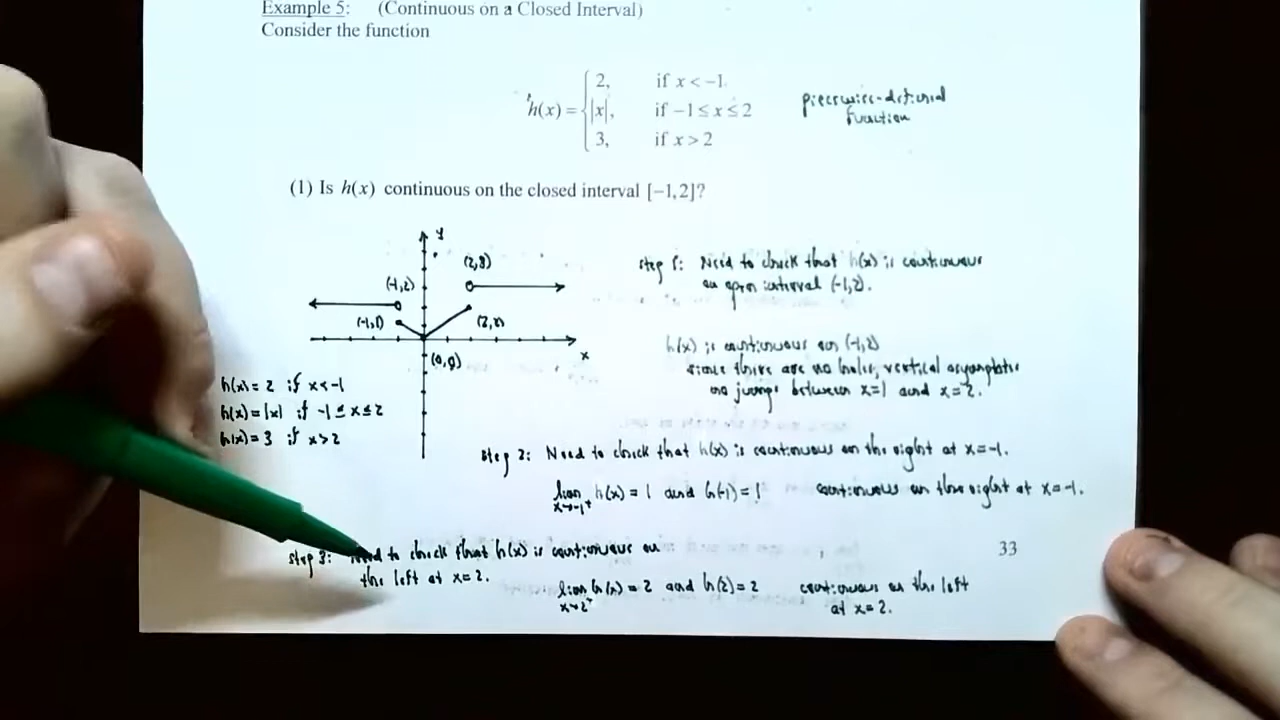 Example 5: (Continuous on a Closed Interval)
Consider the function
h(x) = { 2, if x < -1
|x|, if -1 ≤ x ≤ 2
3, if x > 2
piecewise-defined
function
(1) Is h(x) continuous on the closed interval [-1,2]?
y
(2,3)
(-1,2)
(-1,1)
(2,2)
x
(0,0)
h(x) = 2 if x < -1
h(x) = |x| if -1 ≤ x ≤ 2
h(x) = 3 if x > 2
step 1: Need to check that h(x) is continuous
on open interval (-1,2).
h(x) is continuous on (-1,2)
since there are no holes, vertical asymptotes
no jumps between x=1 and x=2.
step 2: Need to check that h(x) is continuous on the right at x=-1.
lim x→-1⁺ h(x) = 1 and h(-1) = 1 continuous on the right at x=-1.
step 3: Need to check that h(x) is continuous on
the left at x=2.
lim h(x) = 2 and h(2) = 2 continuous on the left
x→2
at x=2.
33